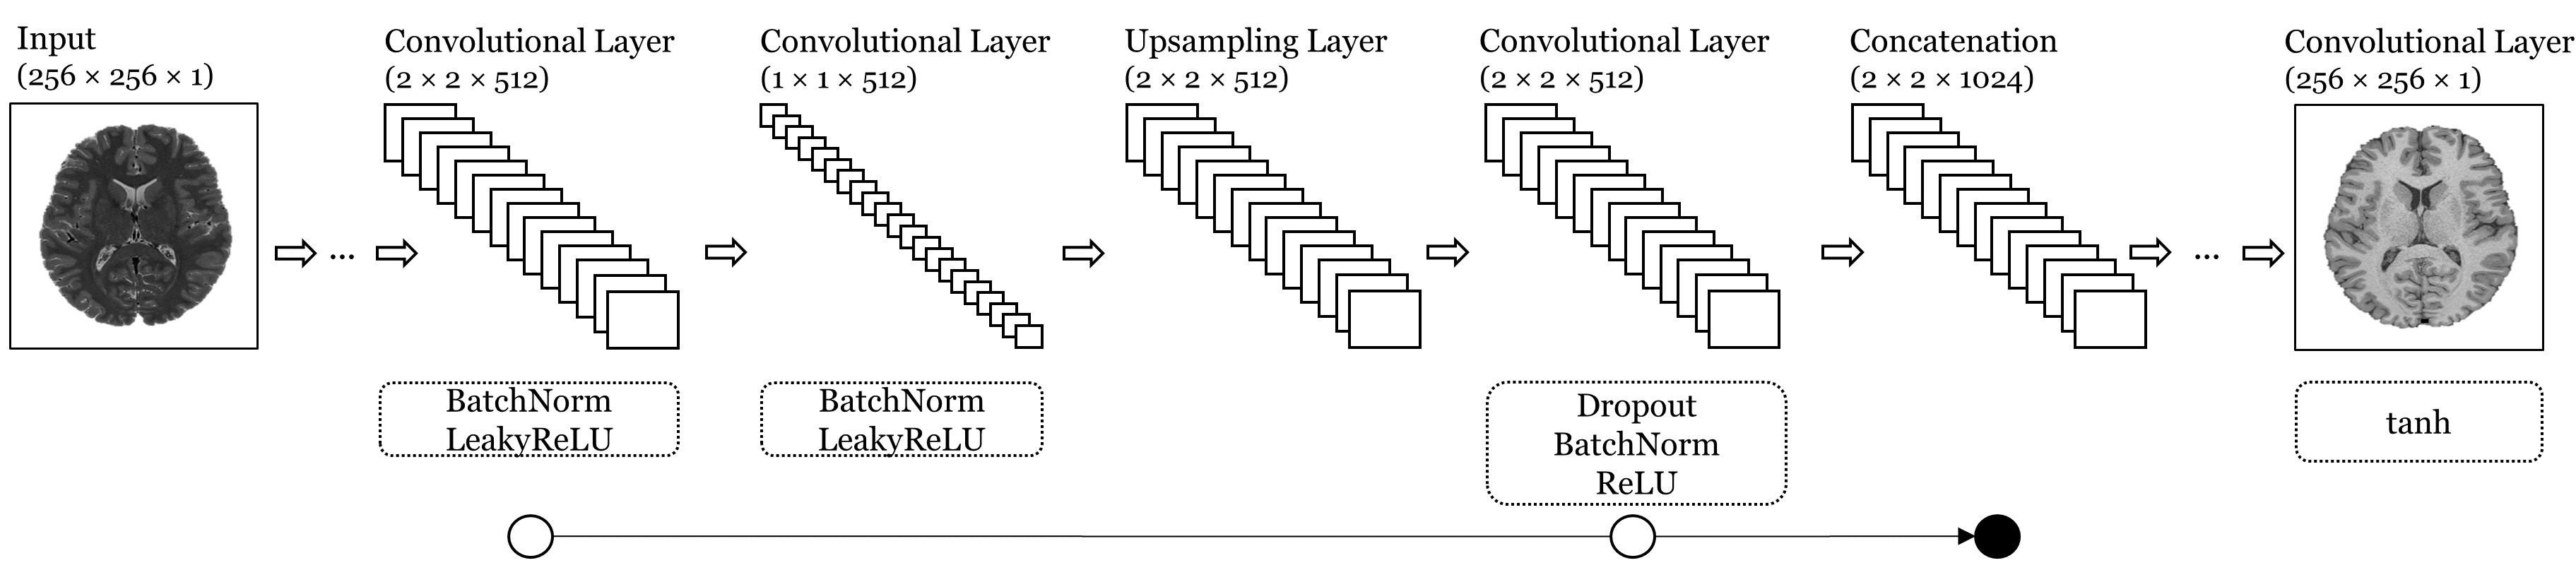 Input
(256 × 256 × 1)
Convolutional Layer
(2 × 2 × 512)
Convolutional Layer
(1 × 1 × 512)
Upsampling Layer
(2 × 2 × 512)
Convolutional Layer
(2 × 2 × 512)
Concatenation
(2 × 2 × 1024)
Convolutional Layer
(256 × 256 × 1)
...
...
BatchNorm
LeakyReLU
BatchNorm
LeakyReLU
Dropout
BatchNorm
ReLU
tanh